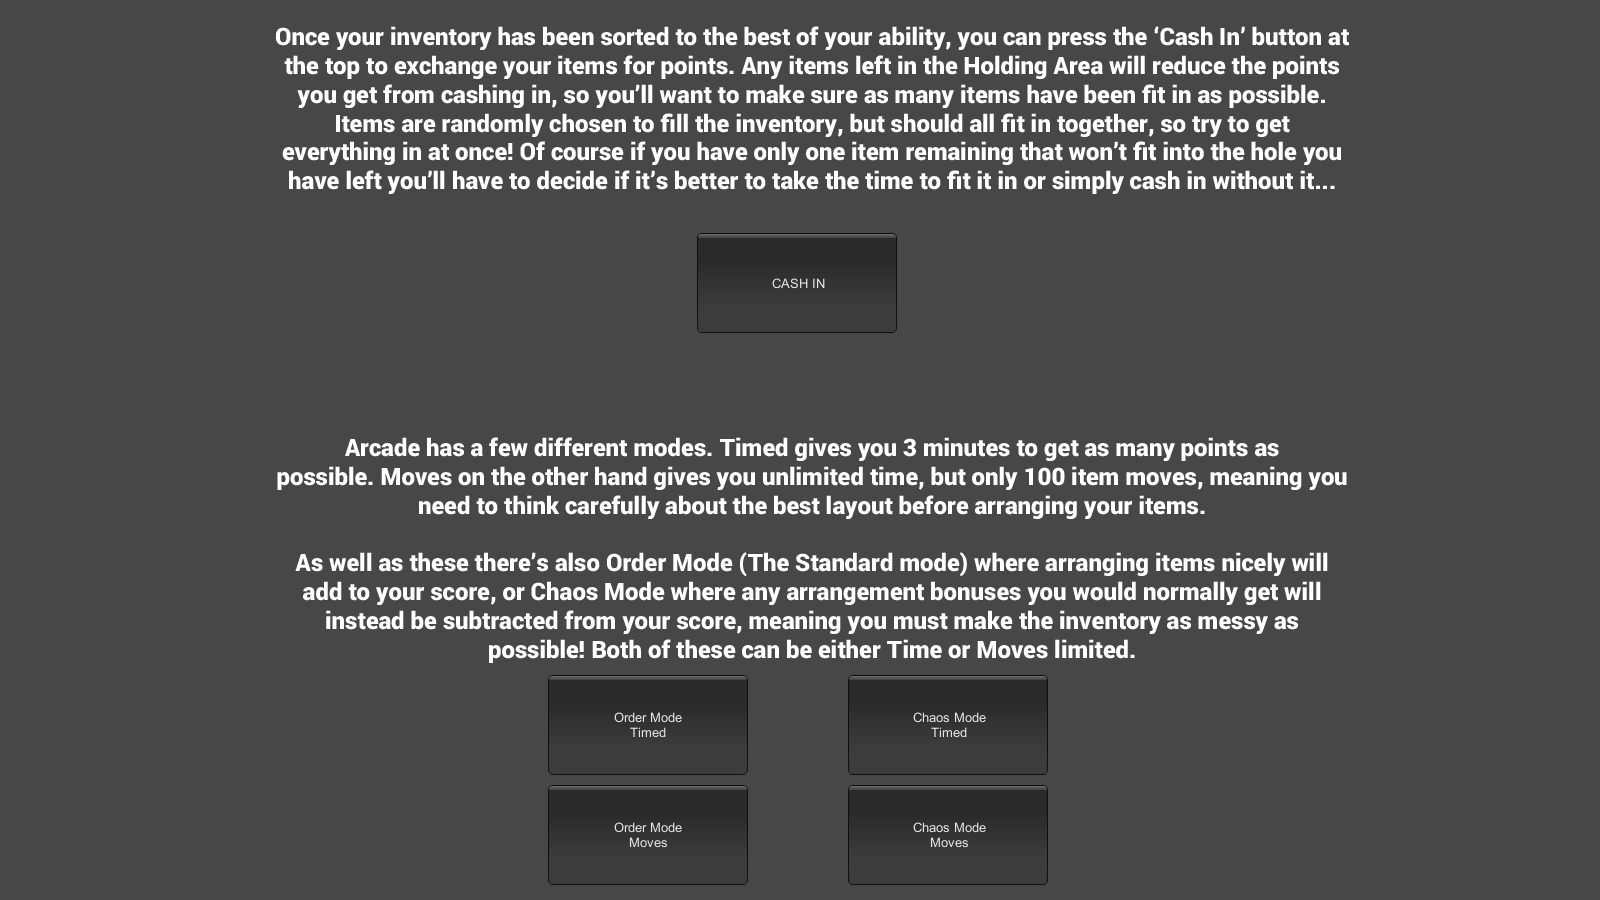 Once your inventory has been sorted to the best of your ability, you can press the ‘Cash In’ button at
the top to exchange your items for points. Any items left in the Holding Area will reduce the points
you get from cashing in, so you’ll want to make sure as many items have been fit in as possible.
Items are randomly chosen to fill the inventory, but should all fit in together, so try to get
everything in at once! Of course if you have only one item remaining that won’t fit into the hole you
have left you’ll have to decide if it’s better to take the time to fit it in or simply cash in without it...
CASH IN
Arcade has a few different modes. Timed gives you 3 minutes to get as many points as
possible. Moves on the other hand gives you unlimited time, but only 100 item moves, meaning you
need to think carefully about the best layout before arranging your items.
As well as these there’s also Order Mode (The Standard mode) where arranging items nicely will
add to your score, or Chaos Mode where any arrangement bonuses you would normally get will
instead be subtracted from your score, meaning you must make the inventory as messy as
possible! Both of these can be either Time or Moves limited.
Order Mode
Timed
Chaos Mode
Timed
Order Mode
Moves
Chaos Mode
Moves